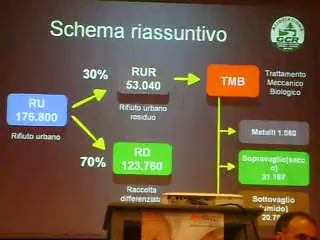 Schema riassuntivo
GCR
30%
RUR
53.040
Rifiuto urbano
residuo
TMB
Trattamento
Meccanico
Biologico
RU
176.800
Rifiuto urbano
70%
RD
123.760
Raccolta
differenziata
Metalli 1.060
Sopravaglio(secc
o)
31.187
Sottovaglio
(umido)